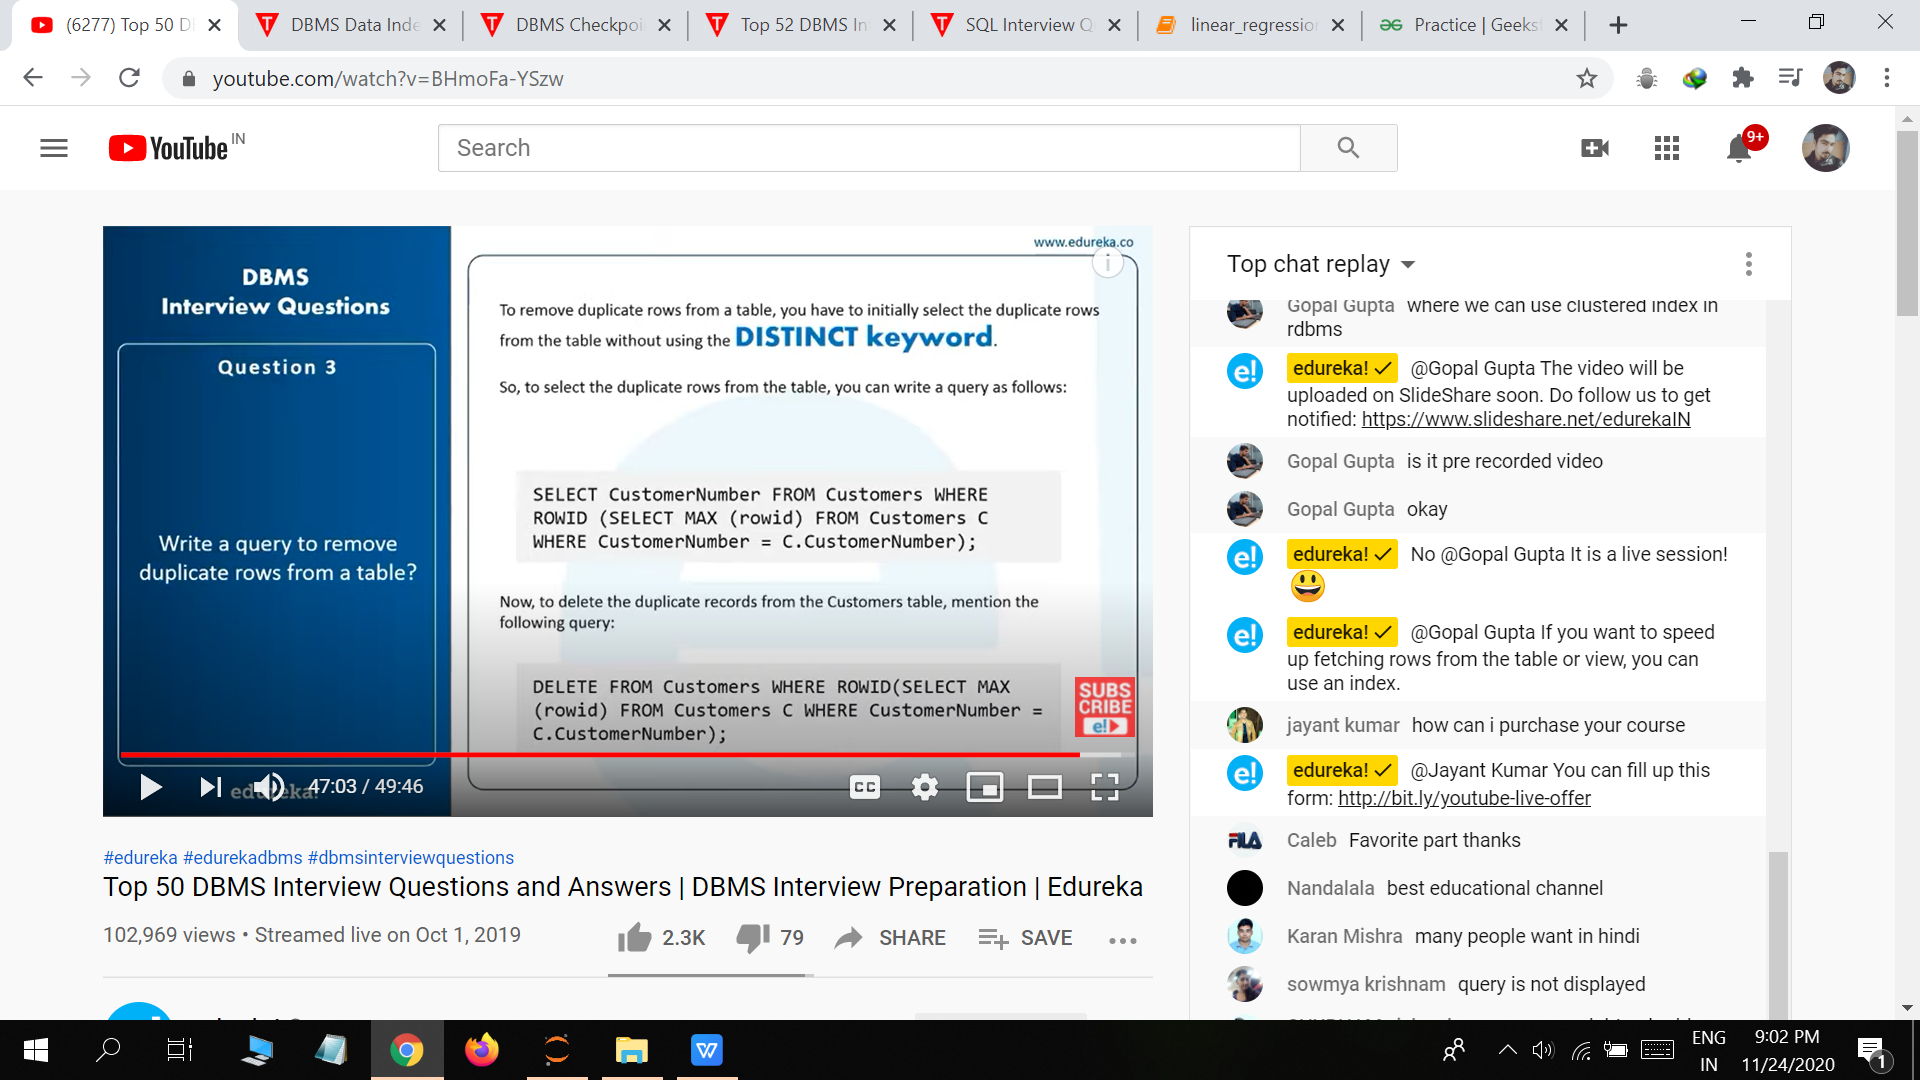 (6277) Top 50 D
DBMS Data Inde
DBMS Checkpoi
Top 52 DBMS In
SQL Interview Q
linear_regression
Practice | Geeksf
youtube.com/watch?v=BHmoFa-YSzw
YouTube IN
Search
9+
www.edureka.co
DBMS
Interview Questions
Question 3
Write a query to remove
duplicate rows from a table?
To remove duplicate rows from a table, you have to initially select the duplicate rows
from the table without using the DISTINCT keyword.
So, to select the duplicate rows from the table, you can write a query as follows:
SELECT CustomerNumber FROM Customers WHERE
ROWID (SELECT MAX (rowid) FROM Customers C
WHERE CustomerNumber = C.CustomerNumber);
Now, to delete the duplicate records from the Customers table, mention the
following query:
DELETE FROM Customers WHERE ROWID(SELECT MAX
(rowid) FROM Customers C WHERE CustomerNumber =
C.CustomerNumber);
SUBS
CRIBE
e!
edureka!
47:03 / 49:46
CC
#edureka #edurekadbms #dbmsinterviewquestions
Top 50 DBMS Interview Questions and Answers | DBMS Interview Preparation | Edureka
102,969 views • Streamed live on Oct 1, 2019
2.3K
79
SHARE
SAVE
Top chat replay
Gopal Gupta where we can use clustered index in
rdbms
e! edureka! @Gopal Gupta The video will be
uploaded on SlideShare soon. Do follow us to get
notified: https://www.slideshare.net/edurekaIN
Gopal Gupta is it pre recorded video
Gopal Gupta okay
e! edureka! No @Gopal Gupta It is a live session!
e! edureka! @Gopal Gupta If you want to speed
up fetching rows from the table or view, you can
use an index.
jayant kumar how can i purchase your course
e! edureka! @Jayant Kumar You can fill up this
form: http://bit.ly/youtube-live-offer
FILA Caleb Favorite part thanks
Nandalala best educational channel
Karan Mishra many people want in hindi
sowmya krishnam query is not displayed
W
ENG
IN
9:02 PM
11/24/2020
1